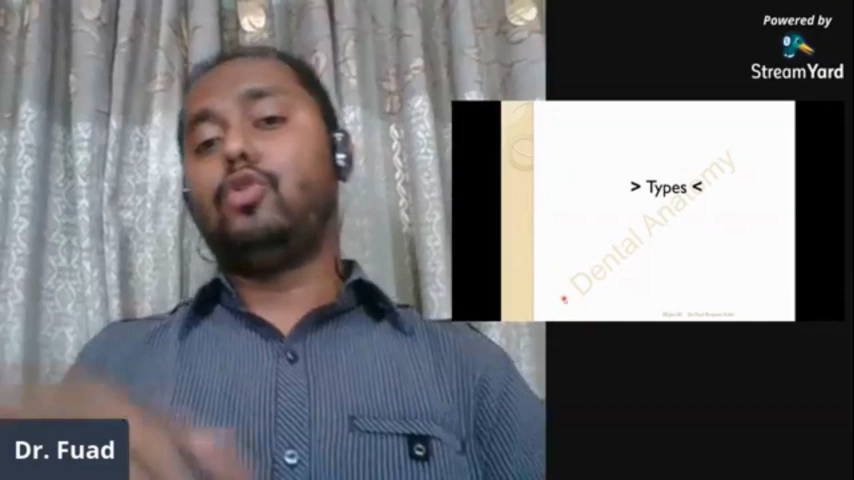 Powered by
StreamYard
> Types <
Dental Anatomy
Dr. Fuad